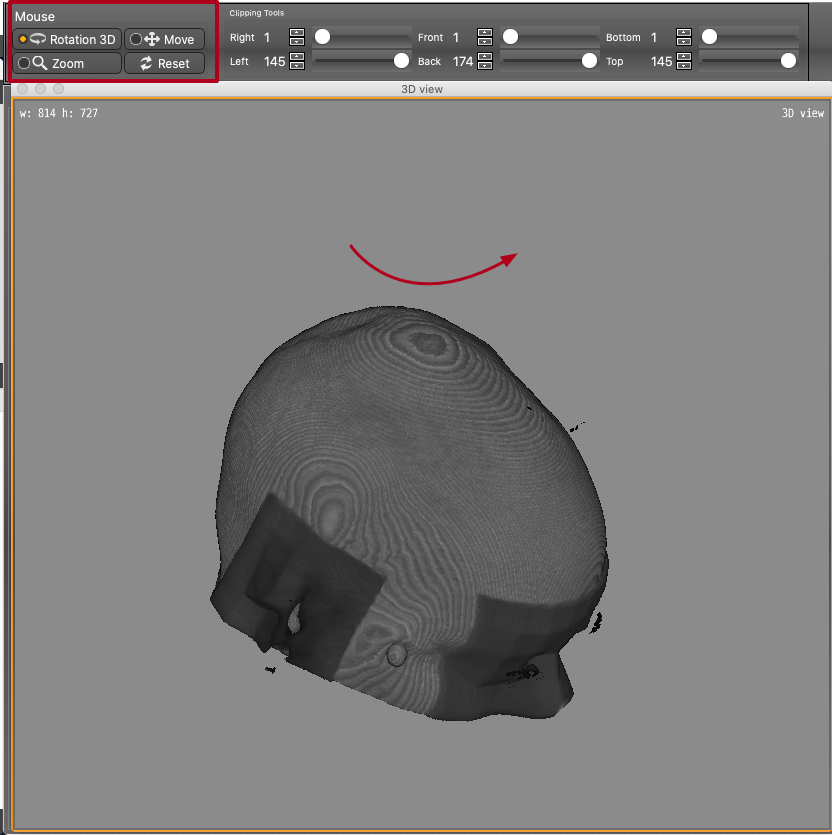 Mouse
Rotation 3D Move
Zoom Reset
Clipping Tools
Right 1 Front 1 Bottom 1
Left 145 Back 174 Top 145
3D view
w: 814 h: 727 3D view